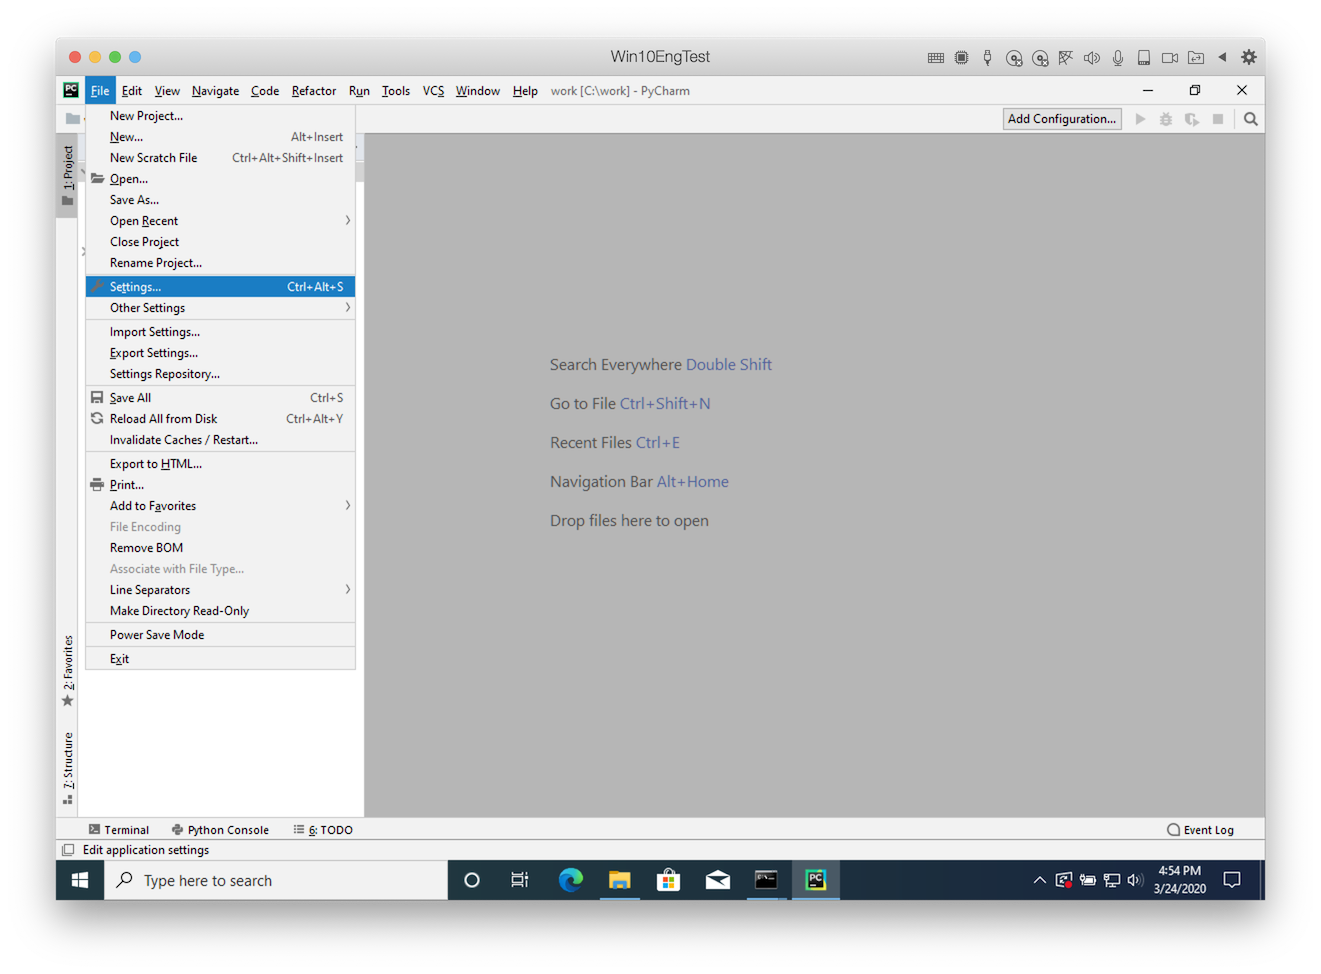 Win10EngTest
PC File Edit View Navigate Code Refactor Run Tools VCS Window Help work [C:\work] - PyCharm
Add Configuration...
New Project...
New... Alt+Insert
New Scratch File Ctrl+Alt+Shift+Insert
Open...
Save As...
Open Recent
Close Project
Rename Project...
Settings... Ctrl+Alt+S
Other Settings
Import Settings...
Export Settings...
Settings Repository...
Save All Ctrl+S
Reload All from Disk Ctrl+Alt+Y
Invalidate Caches / Restart...
Export to HTML...
Print...
Add to Favorites
File Encoding
Remove BOM
Associate with File Type...
Line Separators
Make Directory Read-Only
Power Save Mode
Exit
1: Project
2: Favorites
7: Structure
Search Everywhere Double Shift
Go to File Ctrl+Shift+N
Recent Files Ctrl+E
Navigation Bar Alt+Home
Drop files here to open
Terminal Python Console 6: TODO Event Log
Edit application settings
Type here to search
PC
4:54 PM
3/24/2020